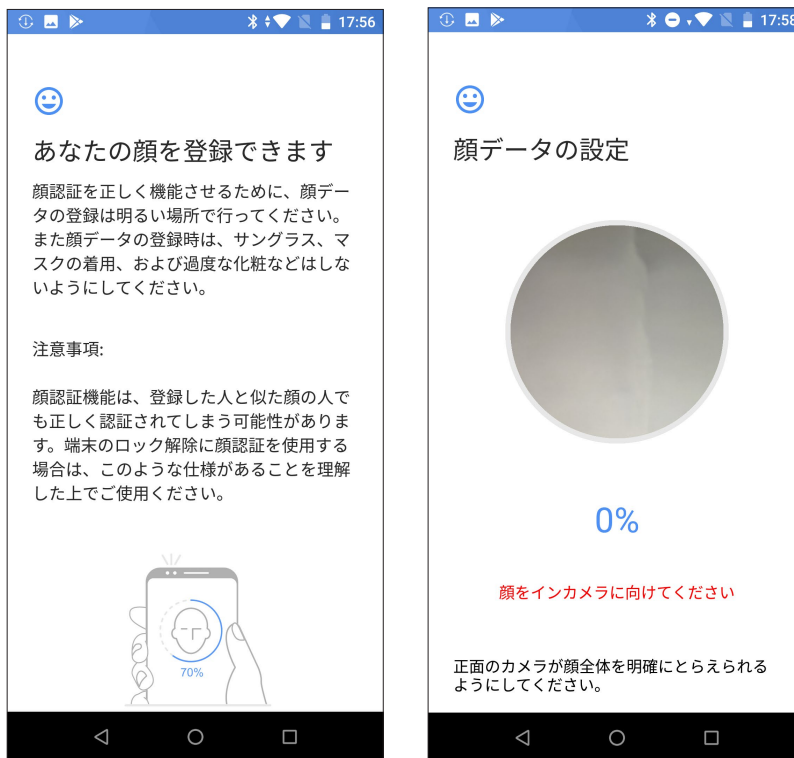 17:56
あなたの顔を登録できます
顔認証を正しく機能させるために、顔デー
タの登録は明るい場所で行ってください。
また顔データの登録時は、サングラス、マ
スクの着用、および過度な化粧などはしな
いようにしてください。
注意事項:
顔認証機能は、登録した人と似た顔の人で
も正しく認証されてしまう可能性がありま
す。端末のロック解除に顔認証を使用する
場合は、このような仕様があることを理解
した上でご使用ください。
70%
17:58
顔データの設定
0%
顔をインカメラに向けてください
正面のカメラが顔全体を明確にとらえられる
ようにしてください。